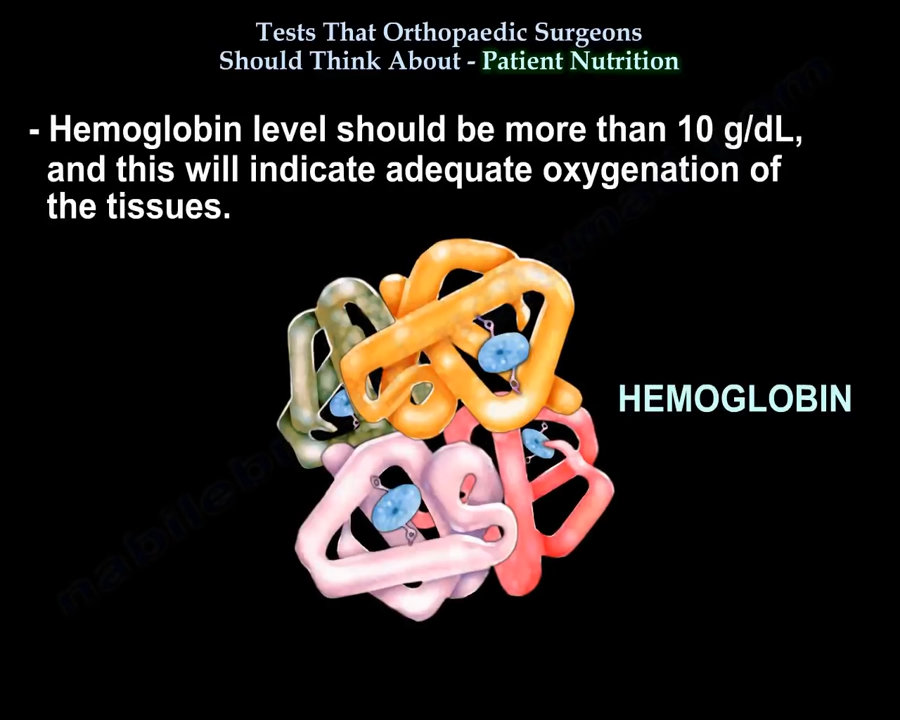 Tests That Orthopaedic Surgeons
Should Think About - Patient Nutrition
- Hemoglobin level should be more than 10 g/dL,
and this will indicate adequate oxygenation of
the tissues.
HEMOGLOBIN